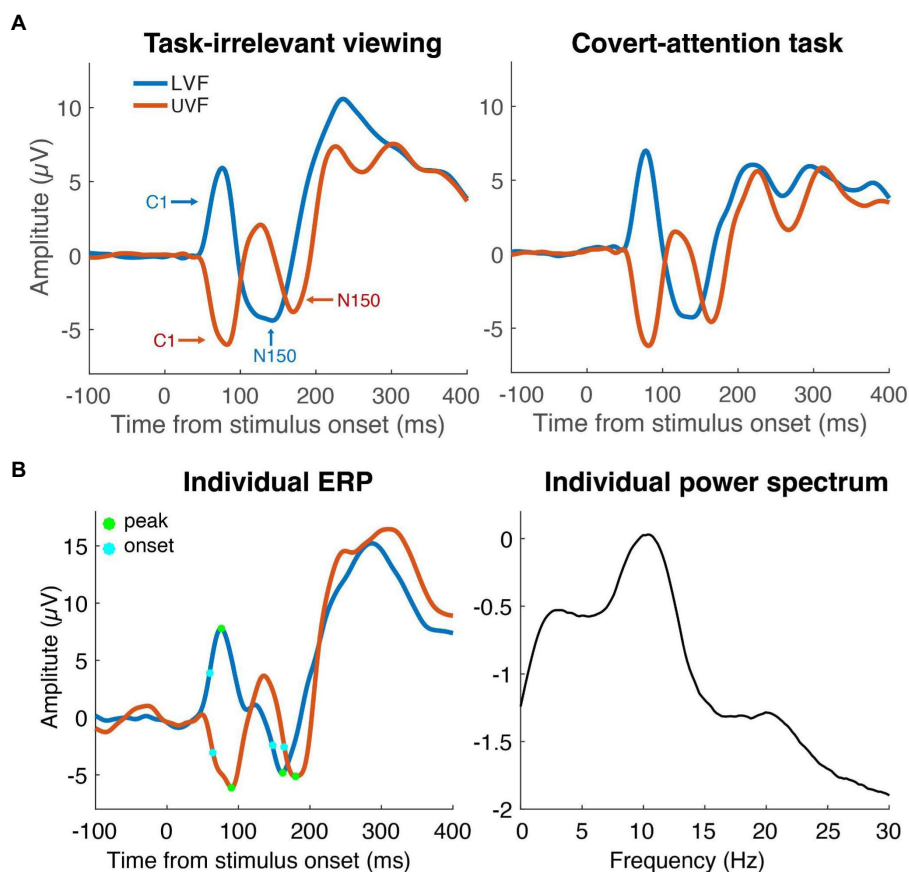 A
Task-irrelevant viewing
Covert-attention task
LVF
UVF
10
5
0
-5
Amplitude (µV)
C1
C1
N150
N150
-100 0 100 200 300 400
Time from stimulus onset (ms)
10
5
0
-5
-100 0 100 200 300 400
Time from stimulus onset (ms)
B
Individual ERP
Individual power spectrum
peak
onset
15
10
5
0
-5
Amplitude (µV)
-100 0 100 200 300 400
Time from stimulus onset (ms)
0
-0.5
-1
-1.5
-2
0 5 10 15 20 25 30
Frequency (Hz)